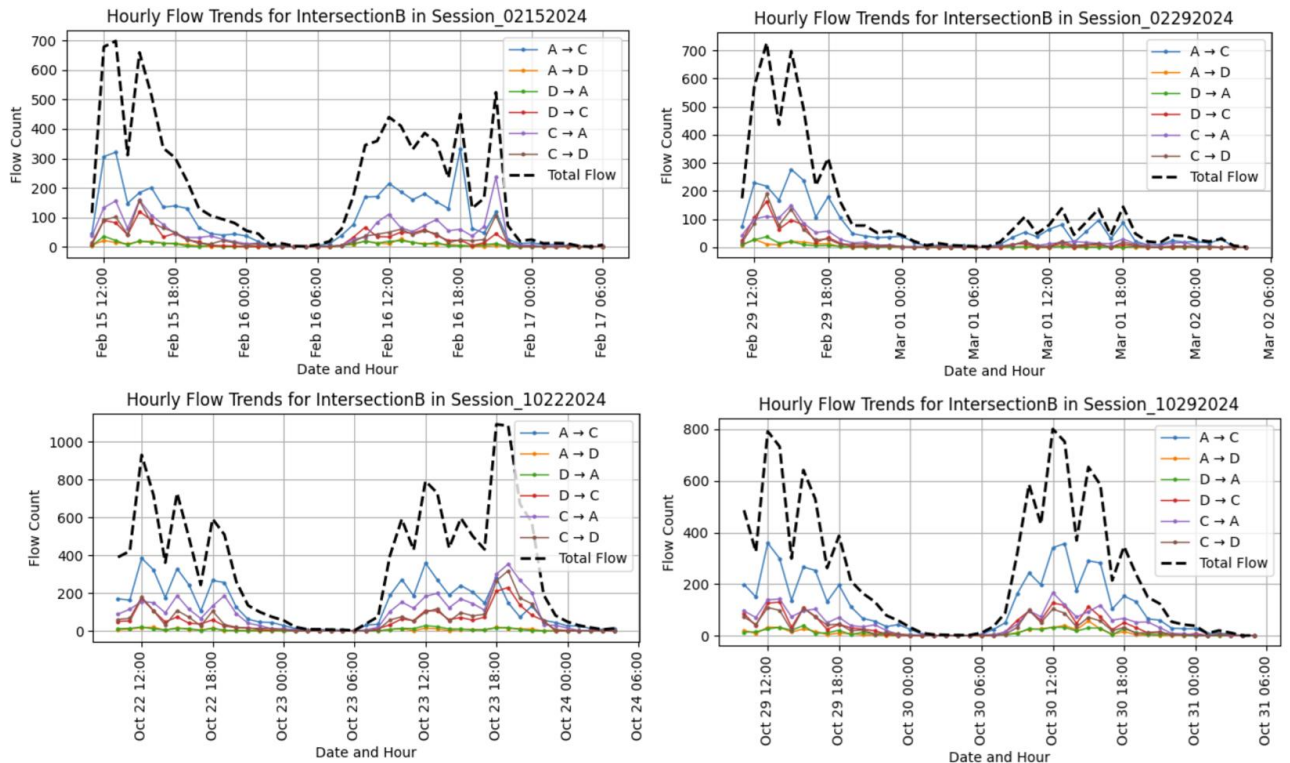 Hourly Flow Trends for IntersectionB in Session_02152024
Flow Count
700
600
500
400
300
200
100
0
A → C
A → D
D → A
D → C
C → A
C → D
Total Flow
Feb 15 12:00
Feb 15 18:00
Feb 16 00:00
Feb 16 06:00
Feb 16 12:00
Feb 16 18:00
Feb 17 00:00
Feb 17 06:00
Date and Hour
Hourly Flow Trends for IntersectionB in Session_02292024
Flow Count
700
600
500
400
300
200
100
0
A → C
A → D
D → A
D → C
C → A
C → D
Total Flow
Feb 29 12:00
Feb 29 18:00
Mar 01 00:00
Mar 01 06:00
Mar 01 12:00
Mar 01 18:00
Mar 02 00:00
Mar 02 06:00
Date and Hour
Hourly Flow Trends for IntersectionB in Session_10222024
Flow Count
1000
800
600
400
200
0
A → C
A → D
D → A
D → C
C → A
C → D
Total Flow
Oct 22 12:00
Oct 22 18:00
Oct 23 00:00
Oct 23 06:00
Oct 23 12:00
Oct 23 18:00
Oct 24 00:00
Oct 24 06:00
Date and Hour
Hourly Flow Trends for IntersectionB in Session_10292024
Flow Count
800
600
400
200
0
A → C
A → D
D → A
D → C
C → A
C → D
Total Flow
Oct 29 12:00
Oct 29 18:00
Oct 30 00:00
Oct 30 06:00
Oct 30 12:00
Oct 30 18:00
Oct 31 00:00
Oct 31 06:00
Date and Hour